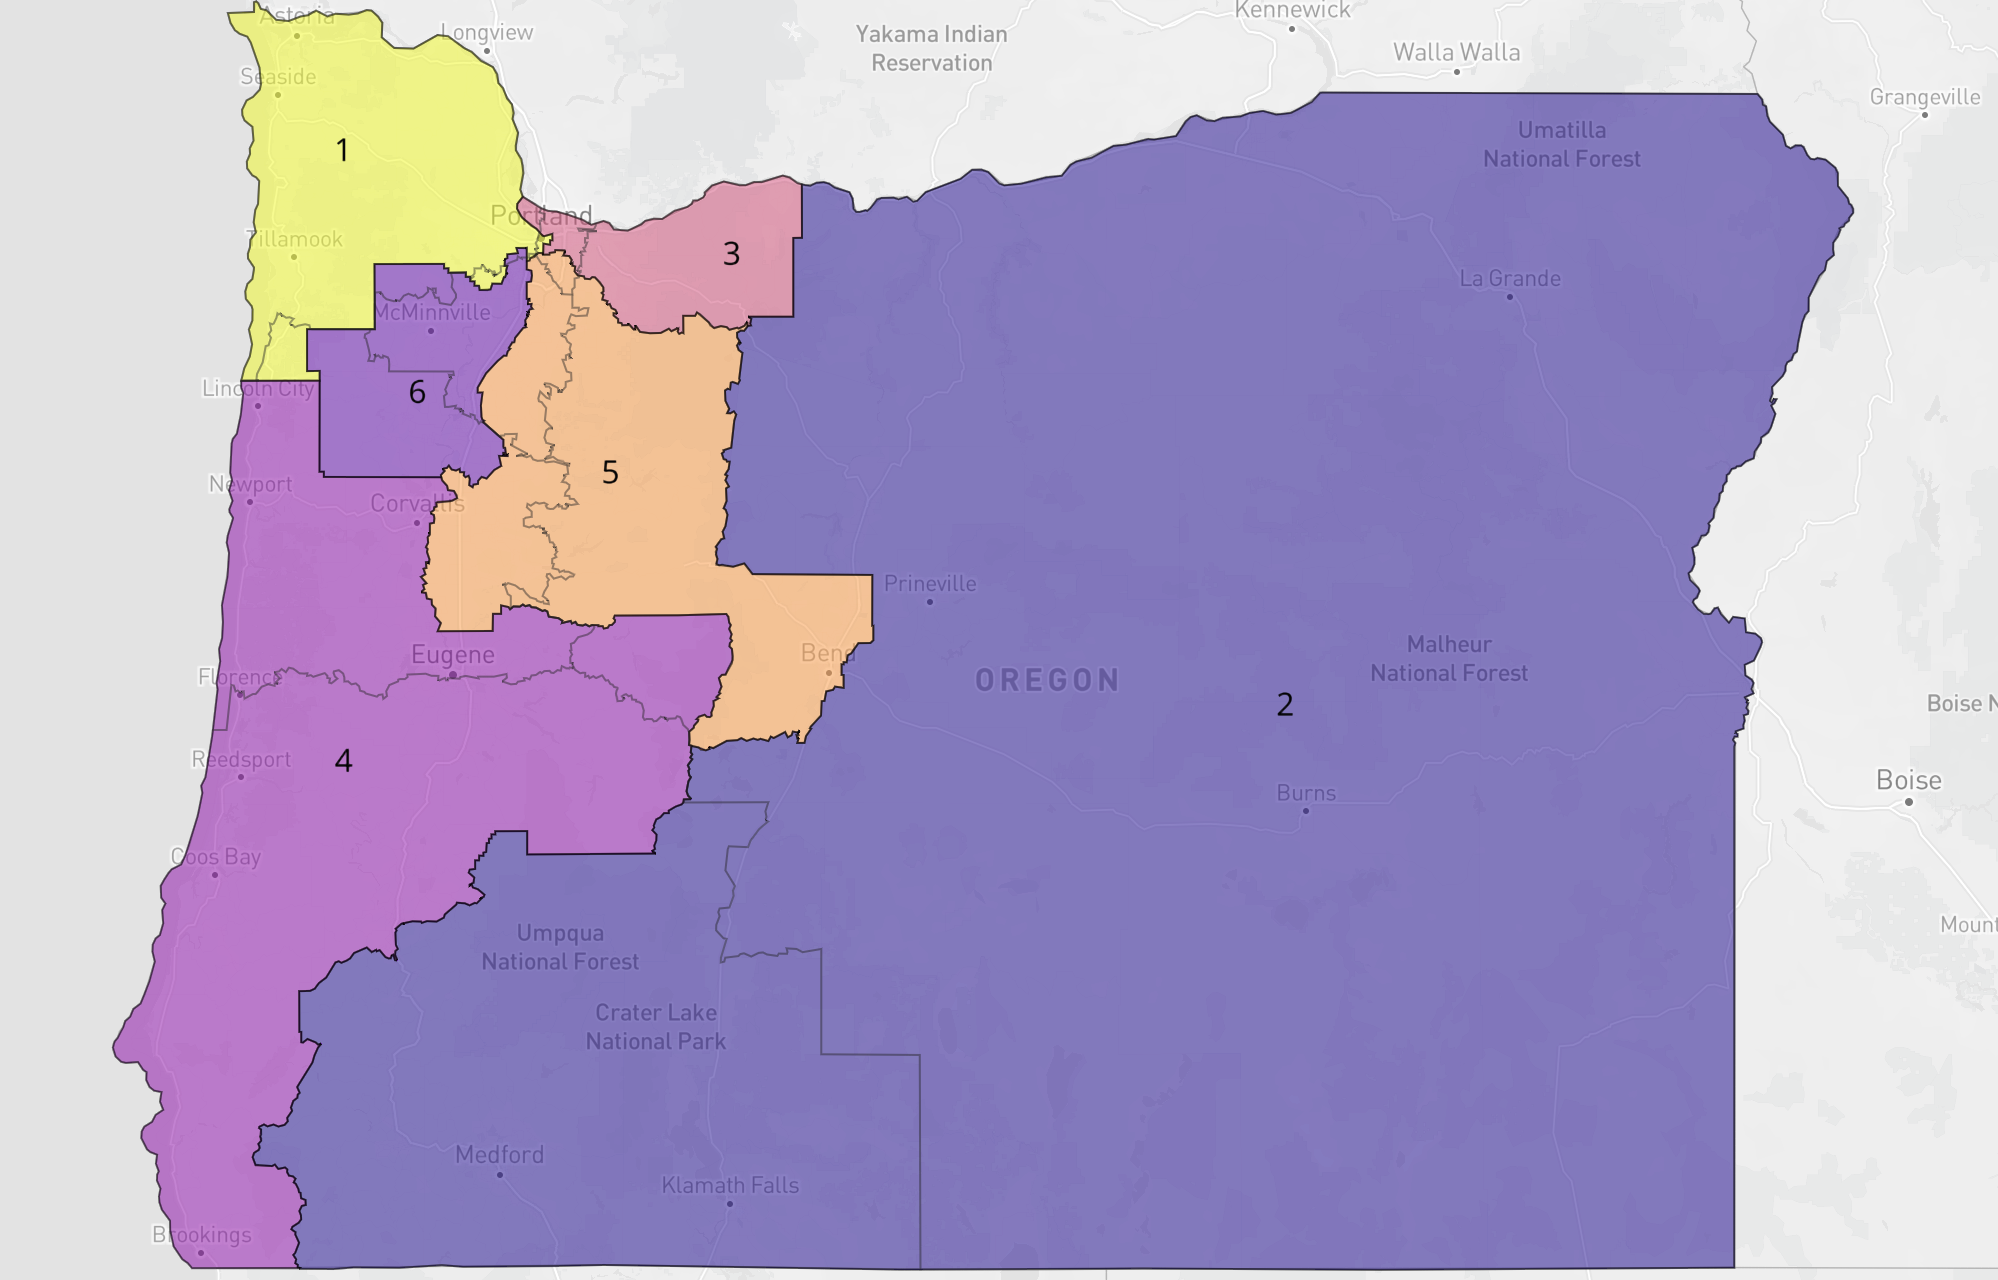 Astoria
Longview
Yakama Indian
Reservation
Kennewick
Walla Walla
Seaside
Grangeville
1
Umatilla
National Forest
Portland
Tillamook
3
La Grande
McMinnville
Lincoln City
6
5
Newport
Corvallis
Prineville
Eugene
Bend
Malheur
National Forest
Florence
OREGON
2
Boise N
Reedsport
4
Burns
Boise
Coos Bay
Umpqua
National Forest
Mount
Crater Lake
National Park
Medford
Klamath Falls
Brookings